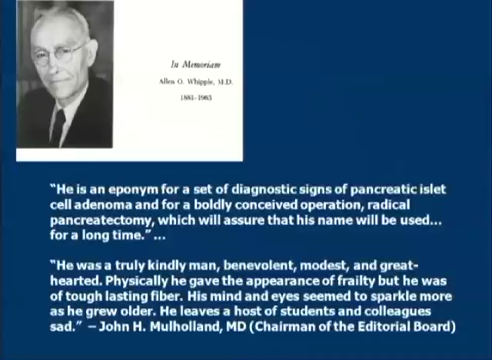 In Memoriam
Allen O. Whipple, M.D.
1881-1963
"He is an eponym for a set of diagnostic signs of pancreatic islet
cell adenoma and for a boldly conceived operation, radical
pancreatectomy, which will assure that his name will be used...
for a long time." ...
"He was a truly kindly man, benevolent, modest, and great-
hearted. Physically he gave the appearance of frailty but he was
of tough lasting fiber. His mind and eyes seemed to sparkle more
as he grew older. He leaves a host of students and colleagues
sad." – John H. Mulholland, MD (Chairman of the Editorial Board)